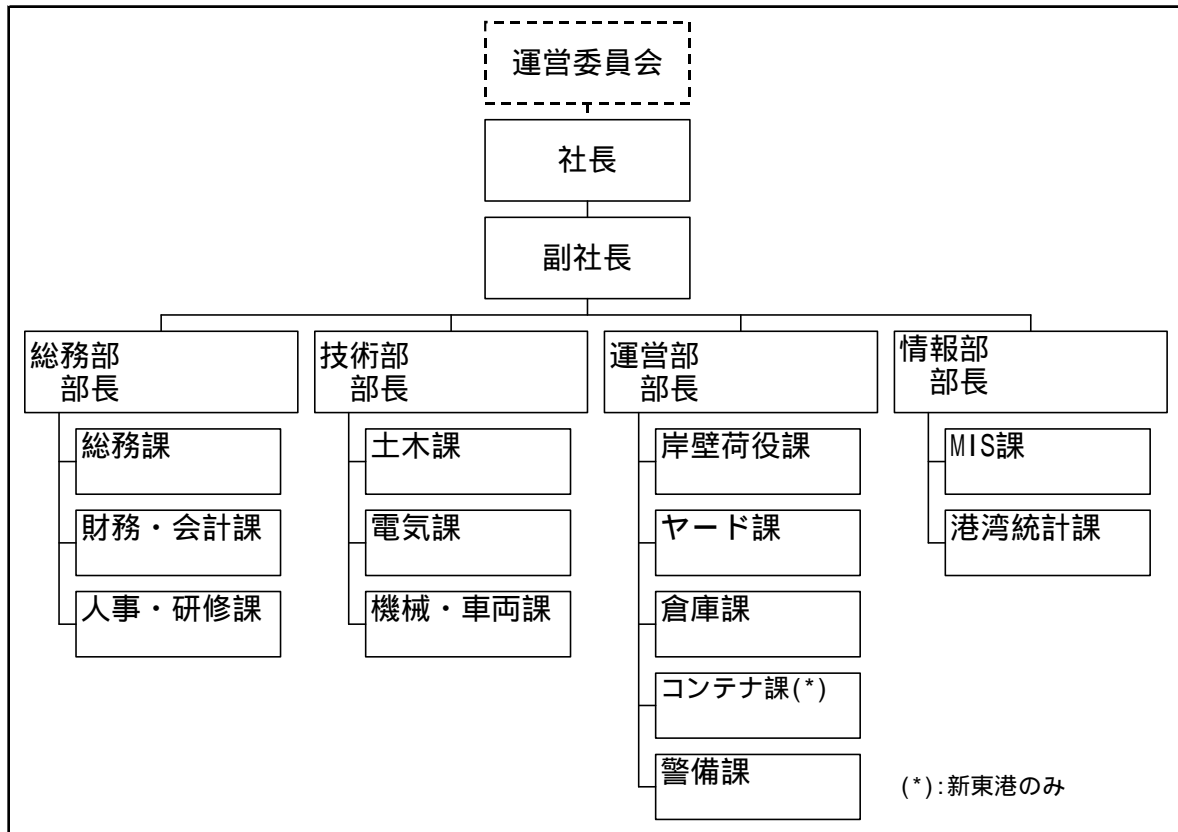 運営委員会
社長
副社長
総務部
部長
総務課
財務・会計課
人事・研修課
技術部
部長
土木課
電気課
機械・車両課
運営部
部長
岸壁荷役課
ヤード課
倉庫課
コンテナ課(*)
警備課
情報部
部長
MIS課
港湾統計課
(*):新東港のみ